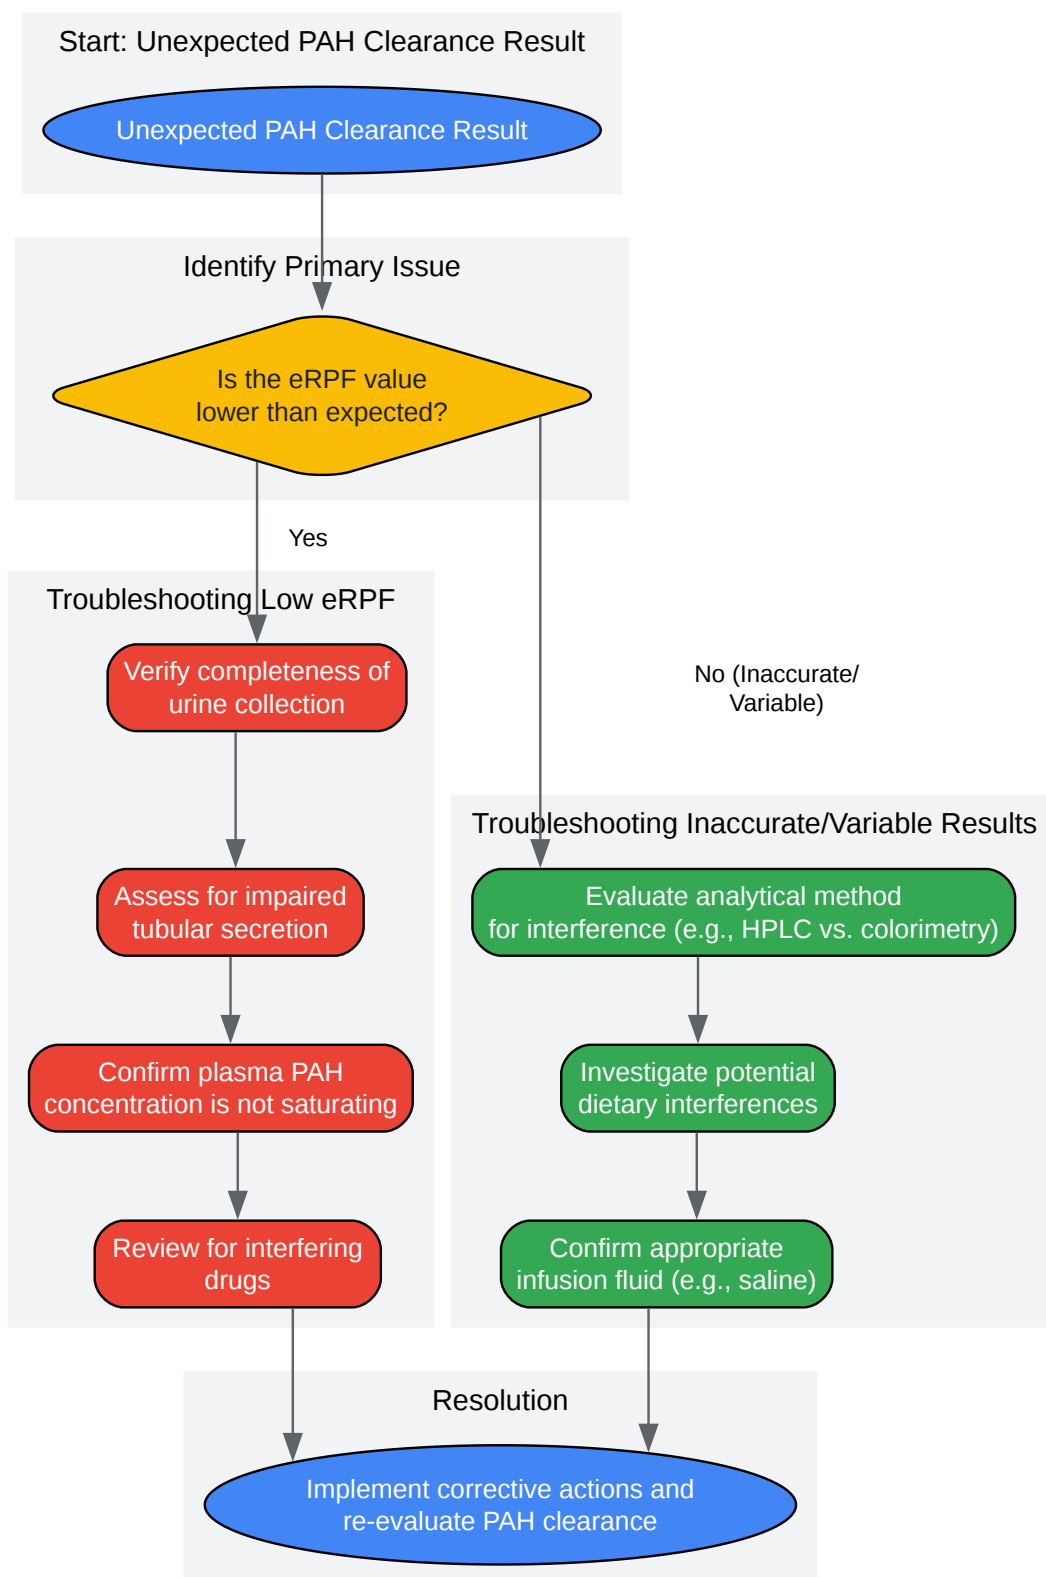 Start: Unexpected PAH Clearance Result
Unexpected PAH Clearance Result
Identify Primary Issue
Is the eRPF value
lower than expected?
Yes
Troubleshooting Low eRPF
Verify completeness of
urine collection
No (Inaccurate/
Variable)
Assess for impaired
tubular secretion
Confirm plasma PAH
concentration is not saturating
Review for interfering
drugs
Troubleshooting Inaccurate/Variable Results
Evaluate analytical method
for interference (e.g., HPLC vs. colorimetry)
Investigate potential
dietary interferences
Confirm appropriate
infusion fluid (e.g., saline)
Resolution
Implement corrective actions and
re-evaluate PAH clearance